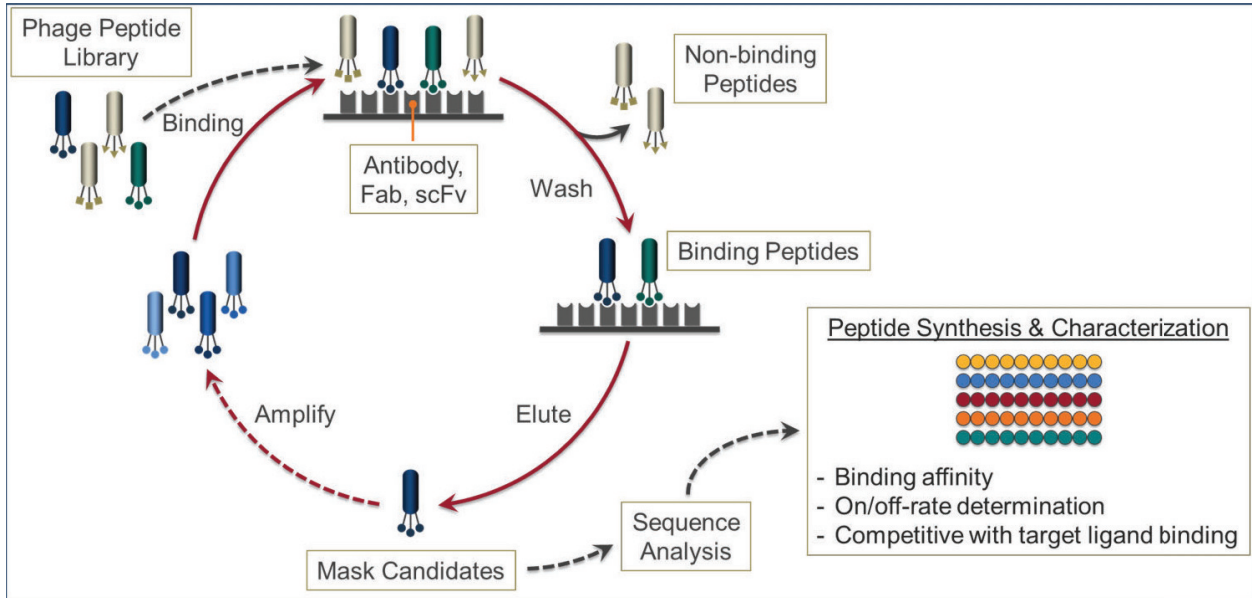 Phage Peptide
Library
Binding
Antibody,
Fab, scFv
Non-binding
Peptides
Wash
Binding Peptides
Elute
Amplify
Mask Candidates
Sequence
Analysis
Peptide Synthesis & Characterization
- Binding affinity
- On/off-rate determination
- Competitive with target ligand binding